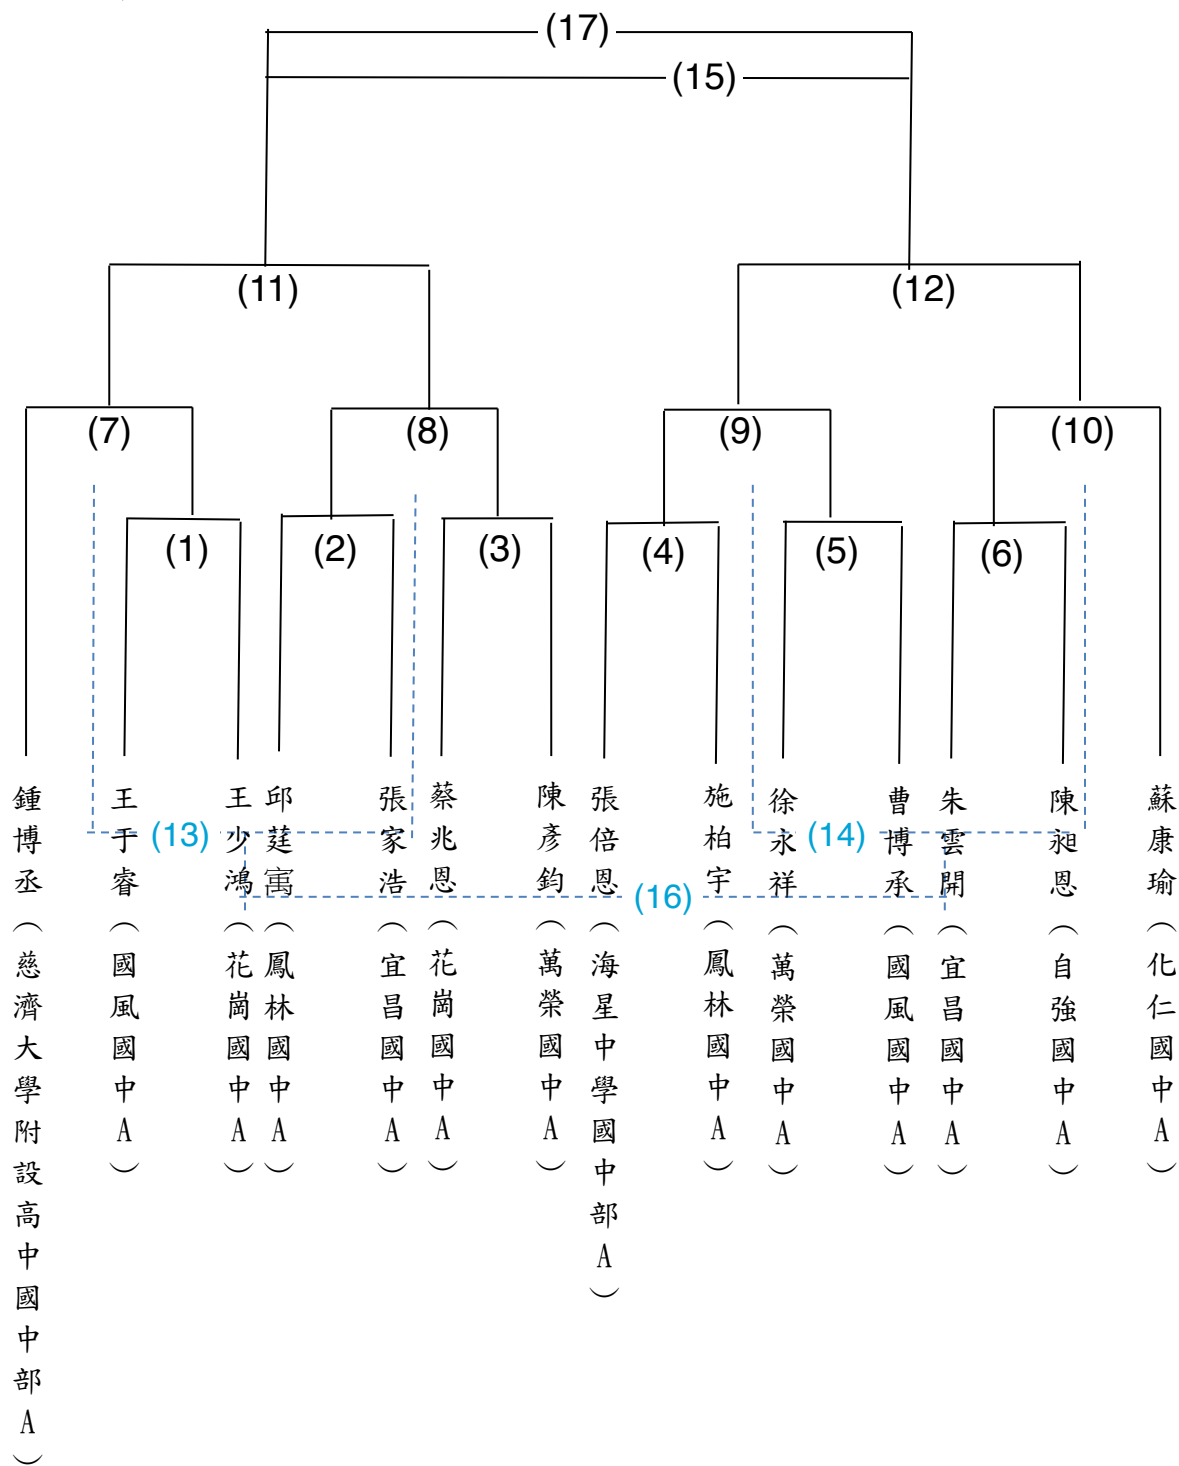 (17)
(15)
(11)
(12)
(7)
(8)
(9)
(10)
(1)
(2)
(3)
(4)
(5)
(6)
(13)
(14)
(16)
鍾博丞(慈濟大學附設高中國中部A)
王于睿(國風國中A)
王少鴻(花崗國中A)
邱莛寯(鳳林國中A)
張家浩(宜昌國中A)
蔡兆恩(花崗國中A)
陳彥鈞(萬榮國中A)
張倍恩(海星中學國中部A)
施柏宇(鳳林國中A)
徐永祥(萬榮國中A)
曹博承(國風國中A)
朱雲開(宜昌國中A)
陳昶恩(自強國中A)
蘇康瑜(化仁國中A)